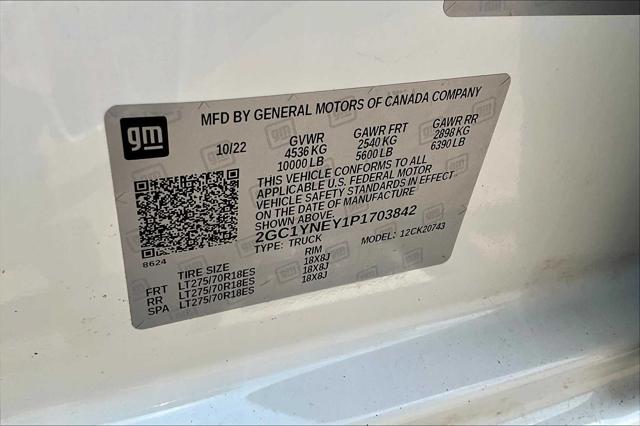 gm
MFD BY GENERAL MOTORS OF CANADA COMPANY
10/22 GVWR GAWR FRT GAWR RR
4536 KG 2540 KG 2898 KG
10000 LB 5600 LB 6390 LB
THIS VEHICLE CONFORMS TO ALL
APPLICABLE U.S. FEDERAL MOTOR
VEHICLE SAFETY STANDARDS IN EFFECT
ON THE DATE OF MANUFACTURE
SHOWN ABOVE.
2GC1YNEY1P1703842
TYPE: TRUCK MODEL: 12CK20743
8624
TIRE SIZE RIM
FRT LT275/70R18ES 18X8J
RR LT275/70R18ES 18X8J
SPA LT275/70R18ES 18X8J